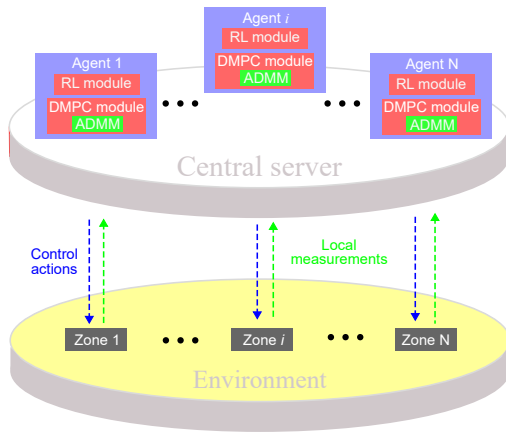 Agent i
RL module
DMPC module
ADMM
Agent 1
RL module
DMPC module
ADMM
Agent N
RL module
DMPC module
ADMM
Central server
Control
actions
Local
measurements
Zone 1
Zone i
Zone N
Environment